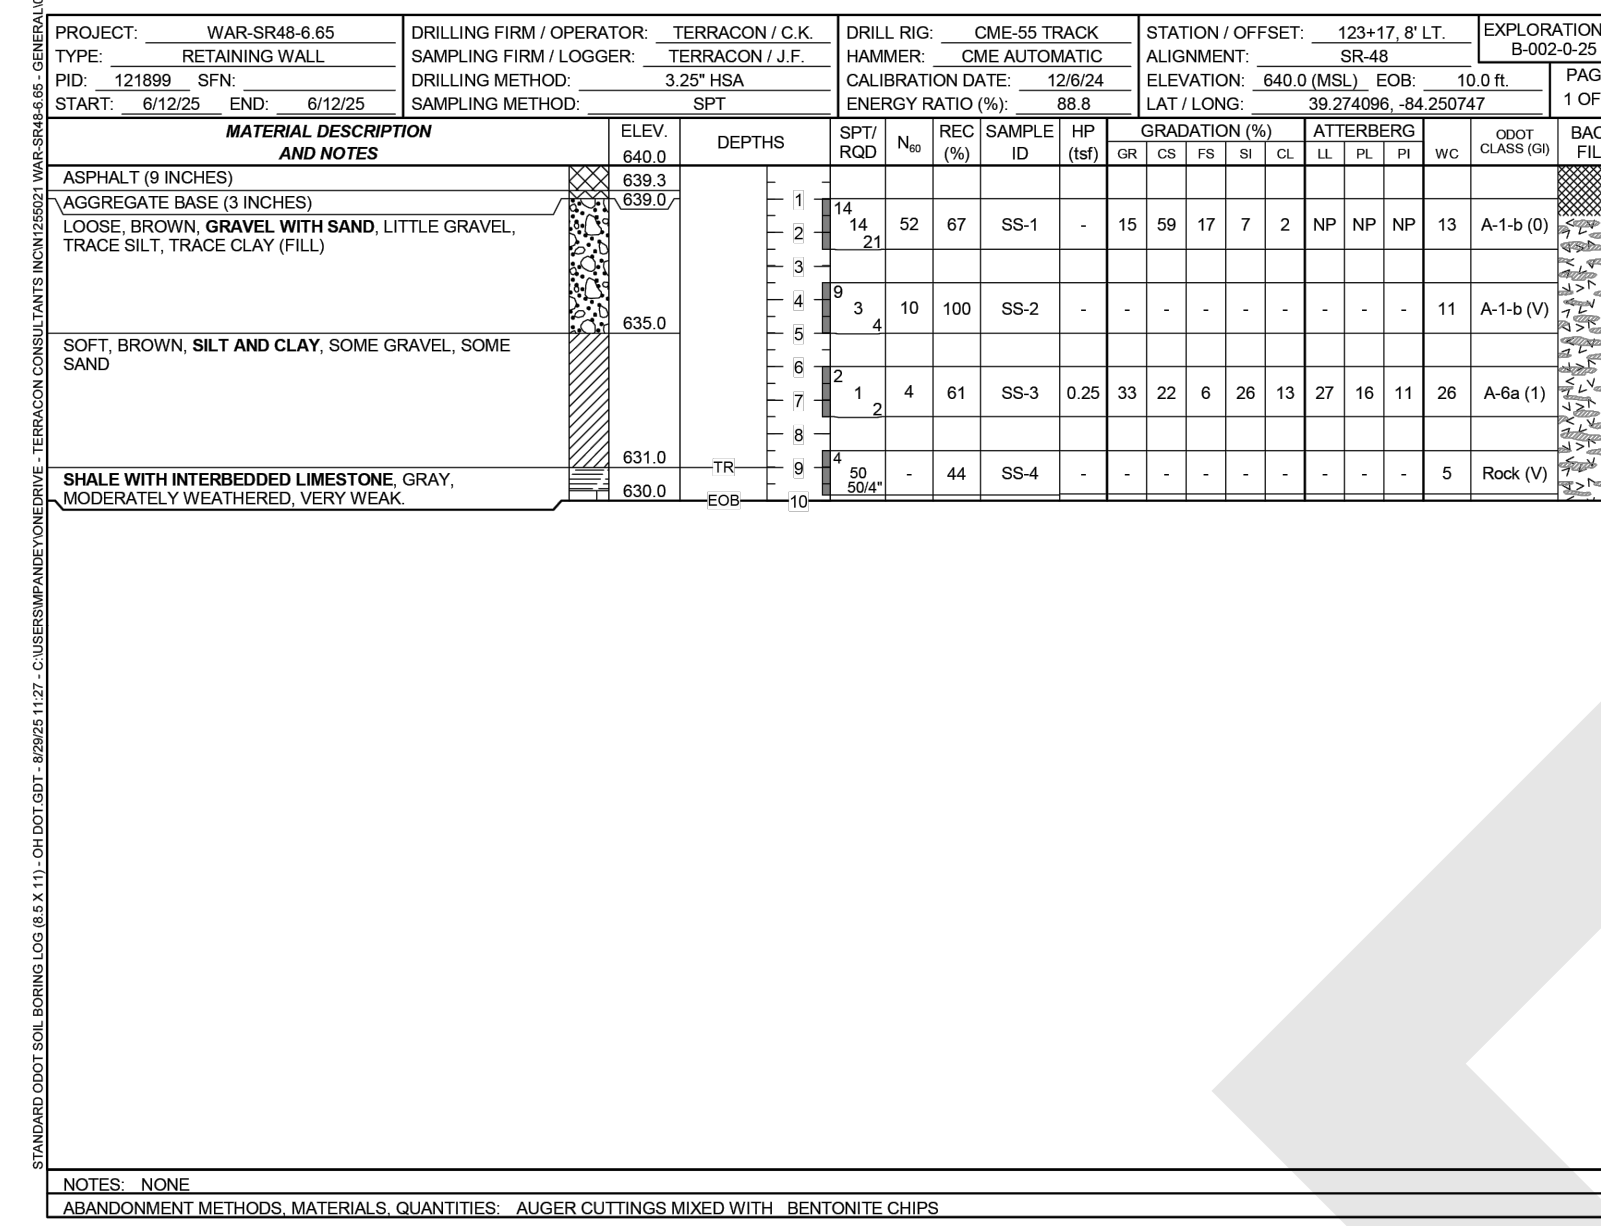 PROJECT: WAR-SR48-6.65 DRILLING FIRM / OPERATOR: TERRACON / C.K. DRILL RIG: CME-55 TRACK STATION / OFFSET: 123+17, 8' LT. EXPLORATION
TYPE: RETAINING WALL SAMPLING FIRM / LOGGER: TERRACON / J.F. HAMMER: CME AUTOMATIC ALIGNMENT: SR-48 B-002-0-25
PID: 121899 SFN: DRILLING METHOD: 3.25" HSA CALIBRATION DATE: 12/6/24 ELEVATION: 640.0 (MSL) EOB: 10.0 ft. PAG
START: 6/12/25 END: 6/12/25 SAMPLING METHOD: SPT ENERGY RATIO (%): 88.8 LAT / LONG: 39.274096, -84.250747 1 OF
MATERIAL DESCRIPTION ELEV. DEPTHS SPT/ N60 REC SAMPLE HP GRADATION (%) ATTERBERG ODOT BAC
AND NOTES 640.0 RQD (%) ID (tsf) GR CS FS SI CL LL PL PI WC CLASS (GI) FIL
ASPHALT (9 INCHES) 639.3
AGGREGATE BASE (3 INCHES) 639.0 1 14
LOOSE, BROWN, GRAVEL WITH SAND, LITTLE GRAVEL, 2 14 52 67 SS-1 - 15 59 17 7 2 NP NP NP 13 A-1-b (0)
TRACE SILT, TRACE CLAY (FILL) 21
3
9
4 3 10 100 SS-2 - - - - - - - - - 11 A-1-b (V)
635.0 4
5
SOFT, BROWN, SILT AND CLAY, SOME GRAVEL, SOME
SAND 6 2
7 1 4 61 SS-3 0.25 33 22 6 26 13 27 16 11 26 A-6a (1)
2
8
631.0 4
SHALE WITH INTERBEDDED LIMESTONE, GRAY, TR 9 50 - 44 SS-4 - - - - - - - - - 5 Rock (V)
MODERATELY WEATHERED, VERY WEAK. 630.0 50/4"
EOB 10
STANDARD ODOT SOIL BORING LOG (8.5 X 11) - OH DOT.GDT - 8/29/25 11:27 - C:\USERS\MPANDEY\ONEDRIVE - TERRACON CONSULTANTS INC\N1255021 WAR-SR48-6.65 - GENERAL\
NOTES: NONE
ABANDONMENT METHODS, MATERIALS, QUANTITIES: AUGER CUTTINGS MIXED WITH BENTONITE CHIPS